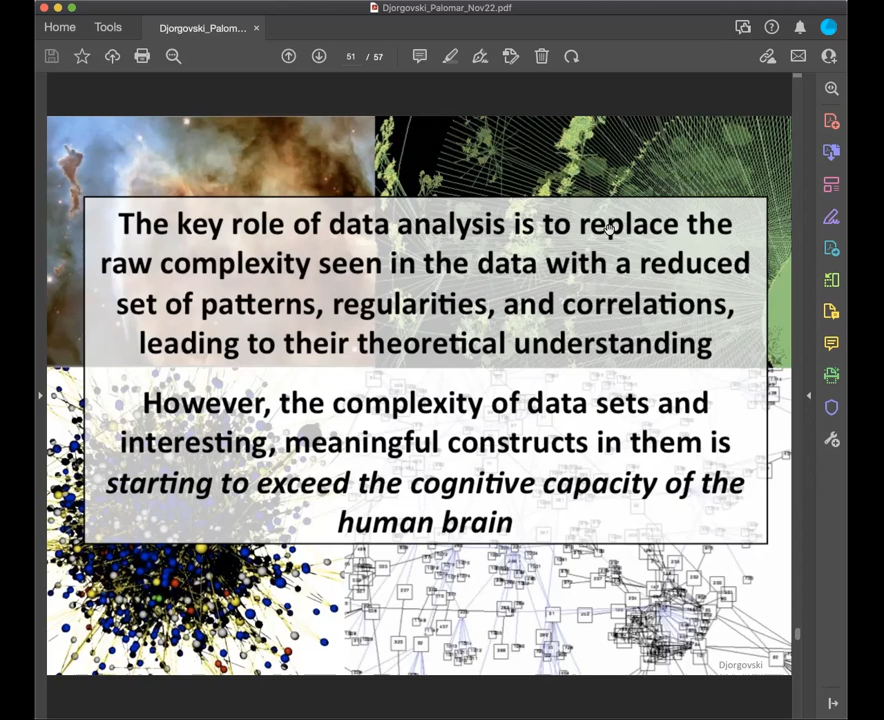 Djorgovski_Palomar_Nov22.pdf
Home
Tools
Djorgovski_Palom...
51 / 57
The key role of data analysis is to replace the
raw complexity seen in the data with a reduced
set of patterns, regularities, and correlations,
leading to their theoretical understanding
However, the complexity of data sets and
interesting, meaningful constructs in them is
starting to exceed the cognitive capacity of the
human brain
Djorgovski